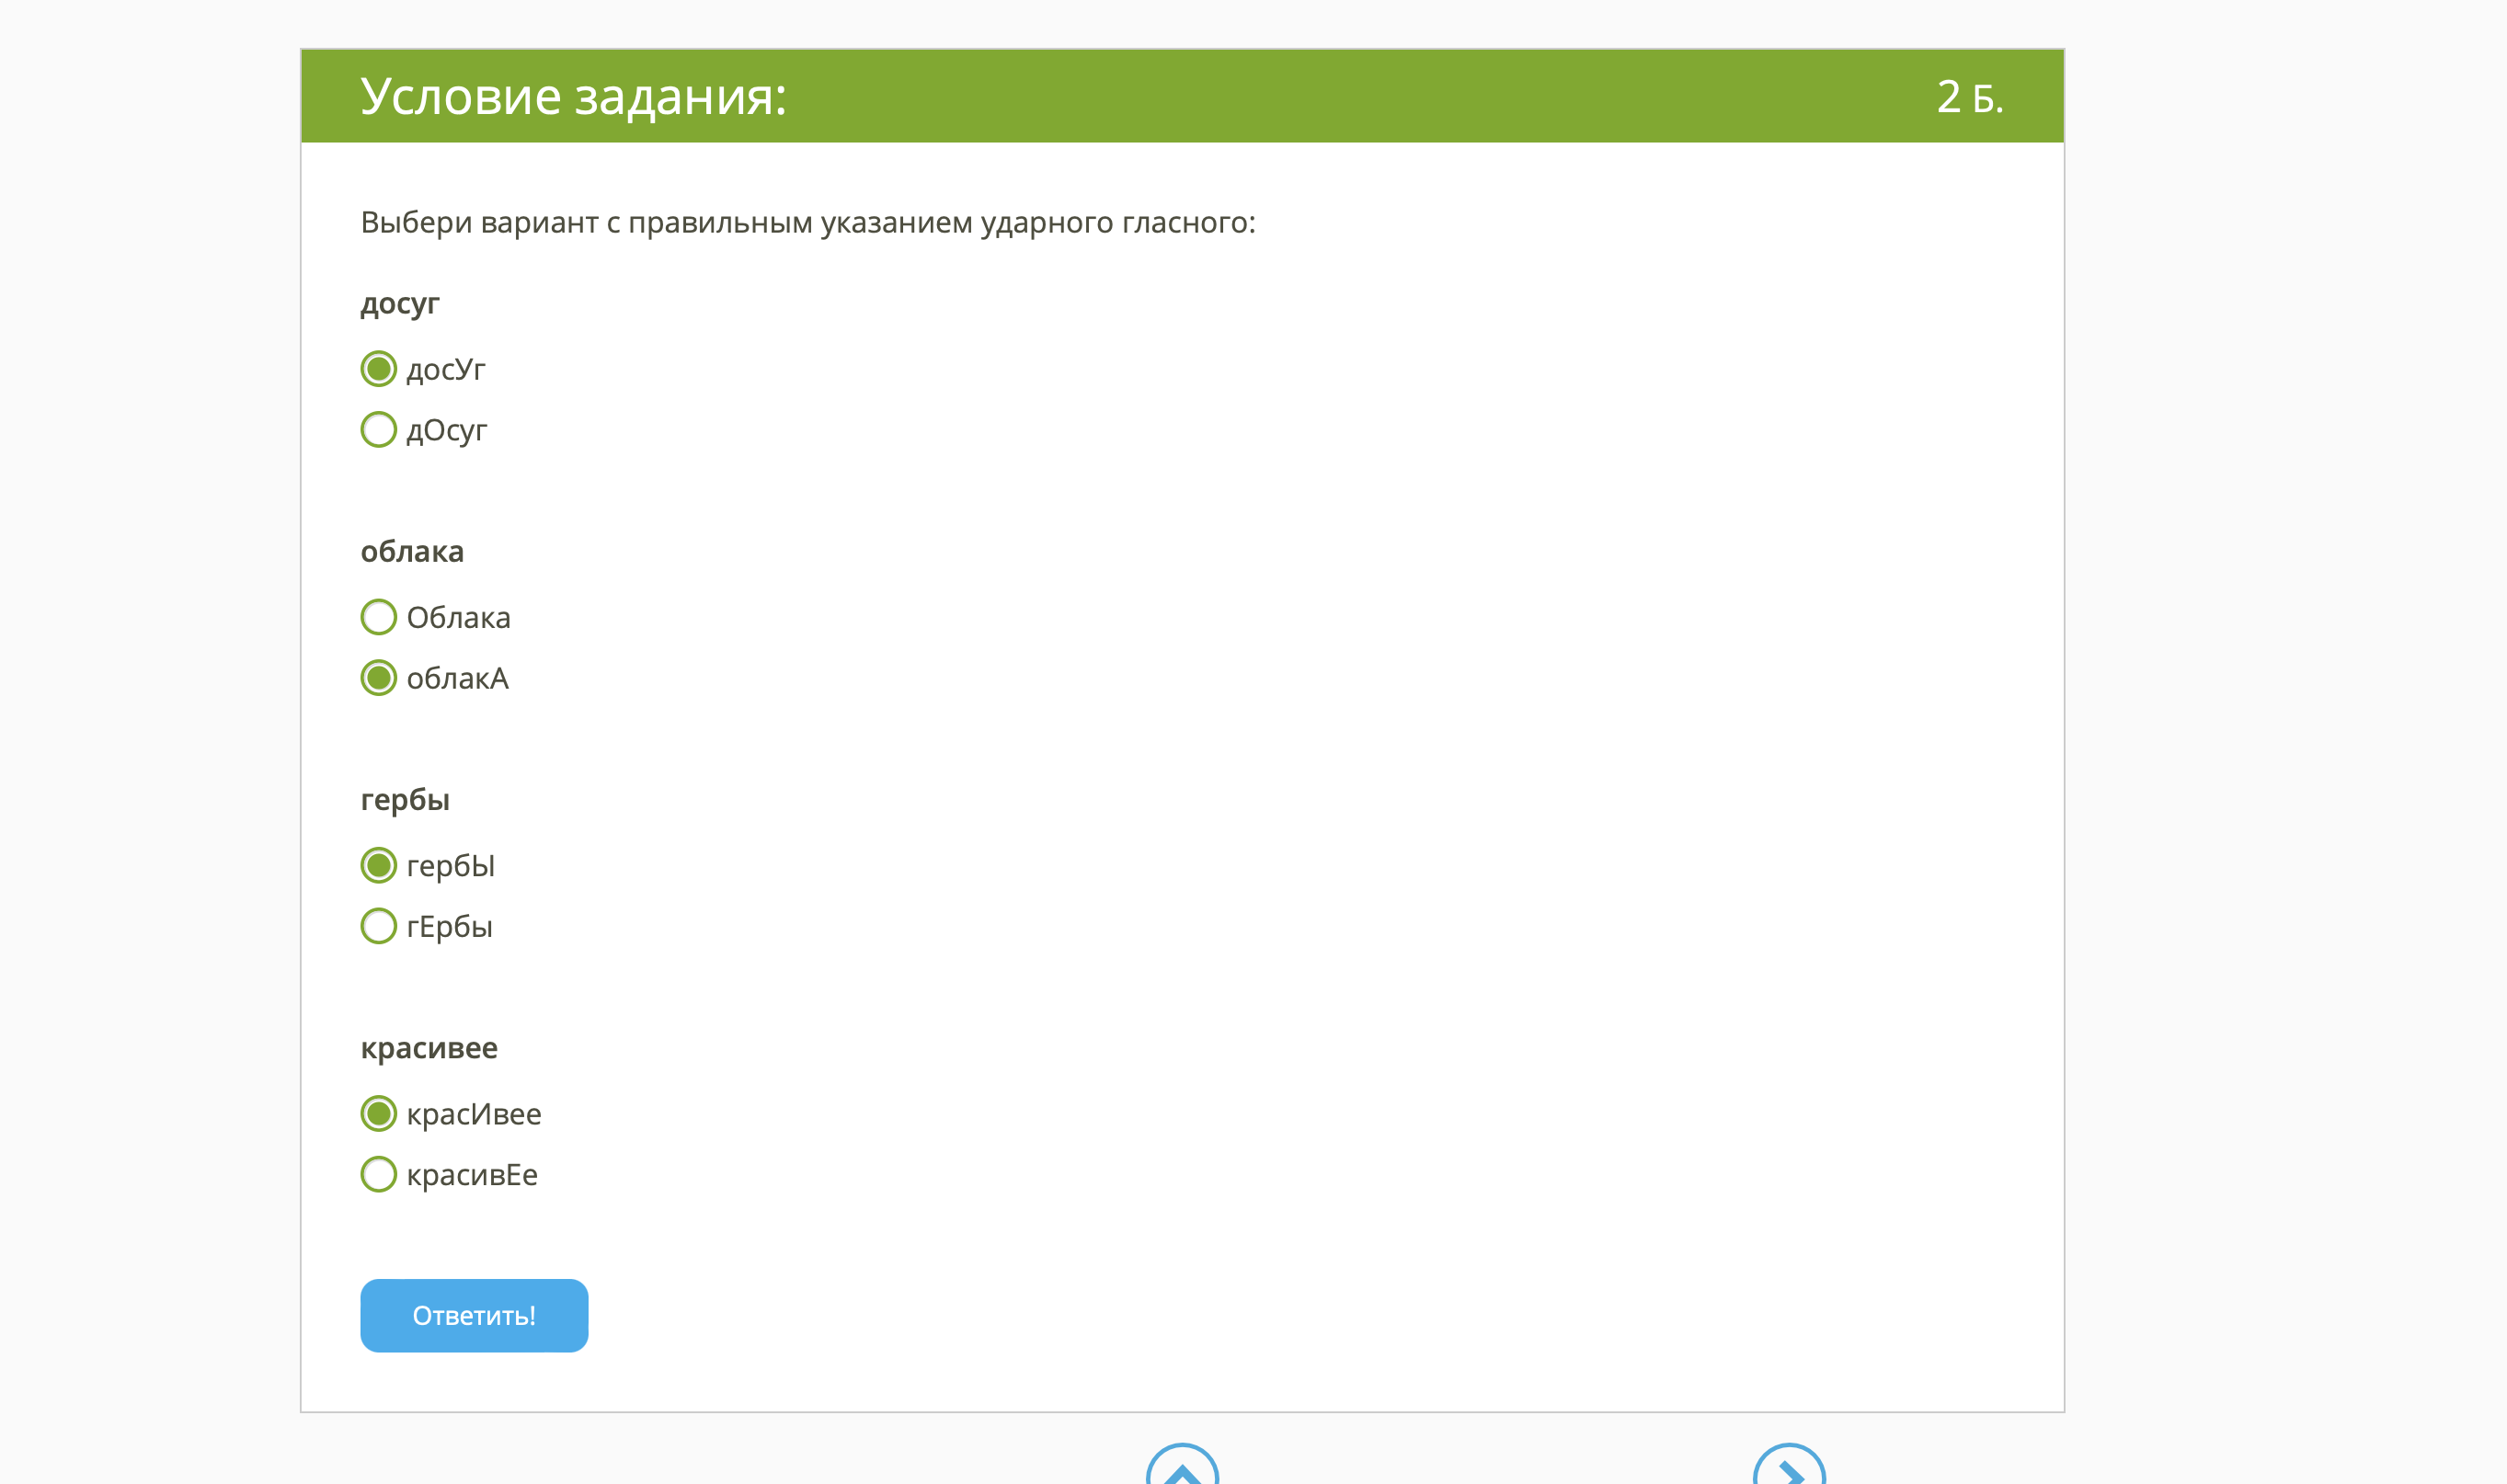 Условие задания:
2 Б.
Выбери вариант с правильным указанием ударного гласного:
досуг
досУг
дОсуг
облака
Облака
облакА
гербы
гербЫ
гЕрбы
красивее
красИвее
красивЕе
Ответить!